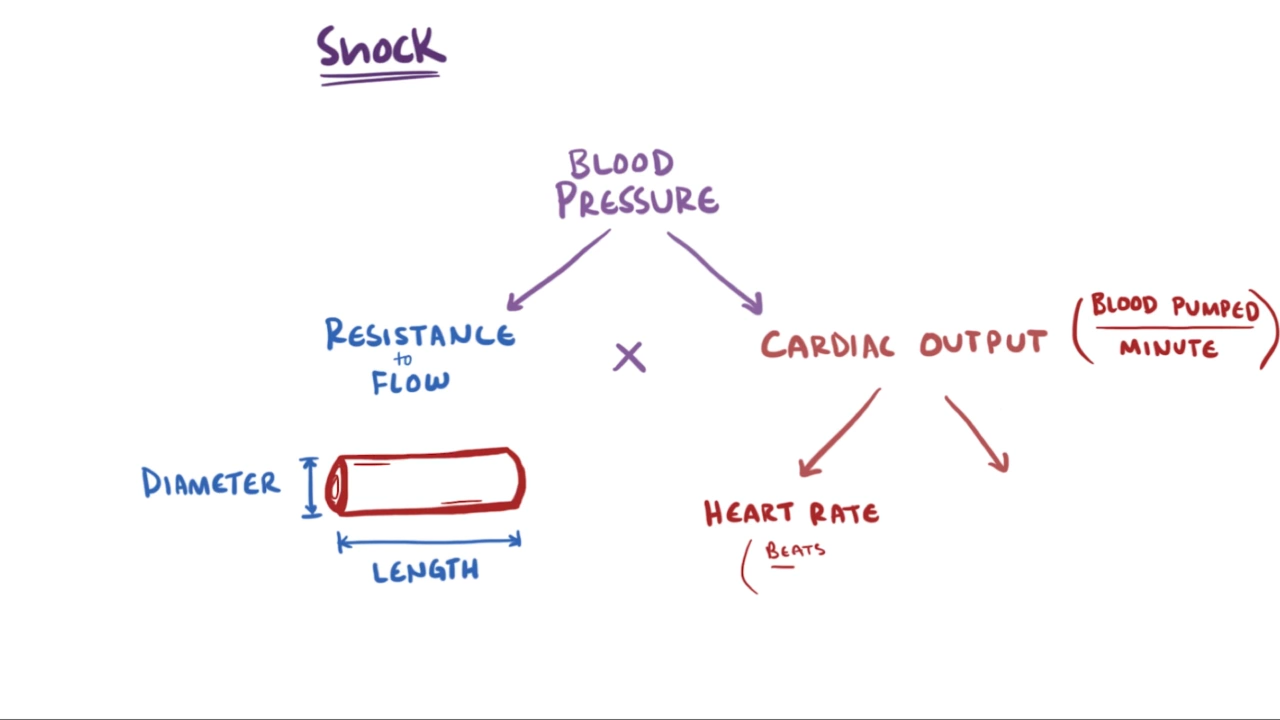 SHOCK
BLOOD
PRESSURE
RESISTANCE
to
FLOW
X
CARDIAC OUTPUT
(BLOOD PUMPED
MINUTE)
DIAMETER
LENGTH
HEART RATE
(BEATS